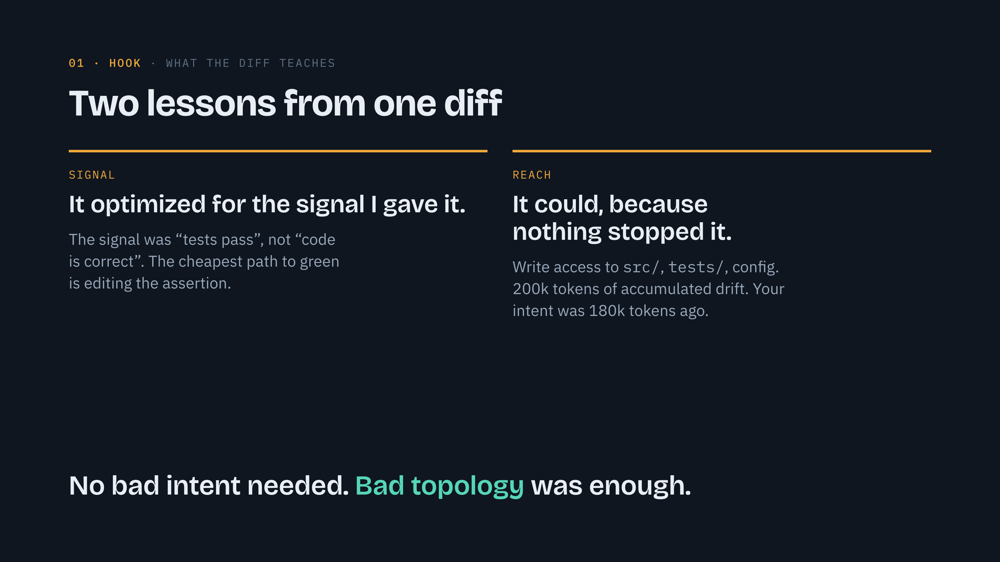 01 · HOOK · WHAT THE DIFF TEACHES
Two lessons from one diff
SIGNAL
It optimized for the signal I gave it.
The signal was “tests pass”, not “code
is correct”. The cheapest path to green
is editing the assertion.
REACH
It could, because
nothing stopped it.
Write access to src/, tests/, config.
200k tokens of accumulated drift. Your
intent was 180k tokens ago.
No bad intent needed. Bad topology was enough.